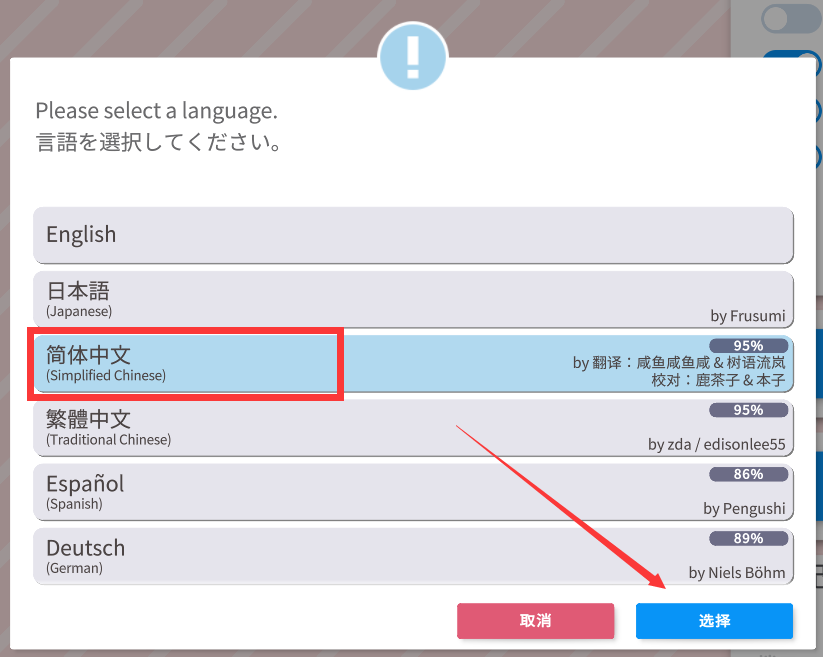 Please select a language.
言語を選択してください。
English
日本語
(Japanese)
by Frusumi
简体中文
(Simplified Chinese)
95%
by 翻译：咸鱼咸鱼咸 & 树语流岚
校对：鹿茶子 & 本子
繁體中文
(Traditional Chinese)
95%
by zda / edisonlee55
Español
(Spanish)
86%
by Pengushi
Deutsch
(German)
89%
by Niels Böhm
取消
选择